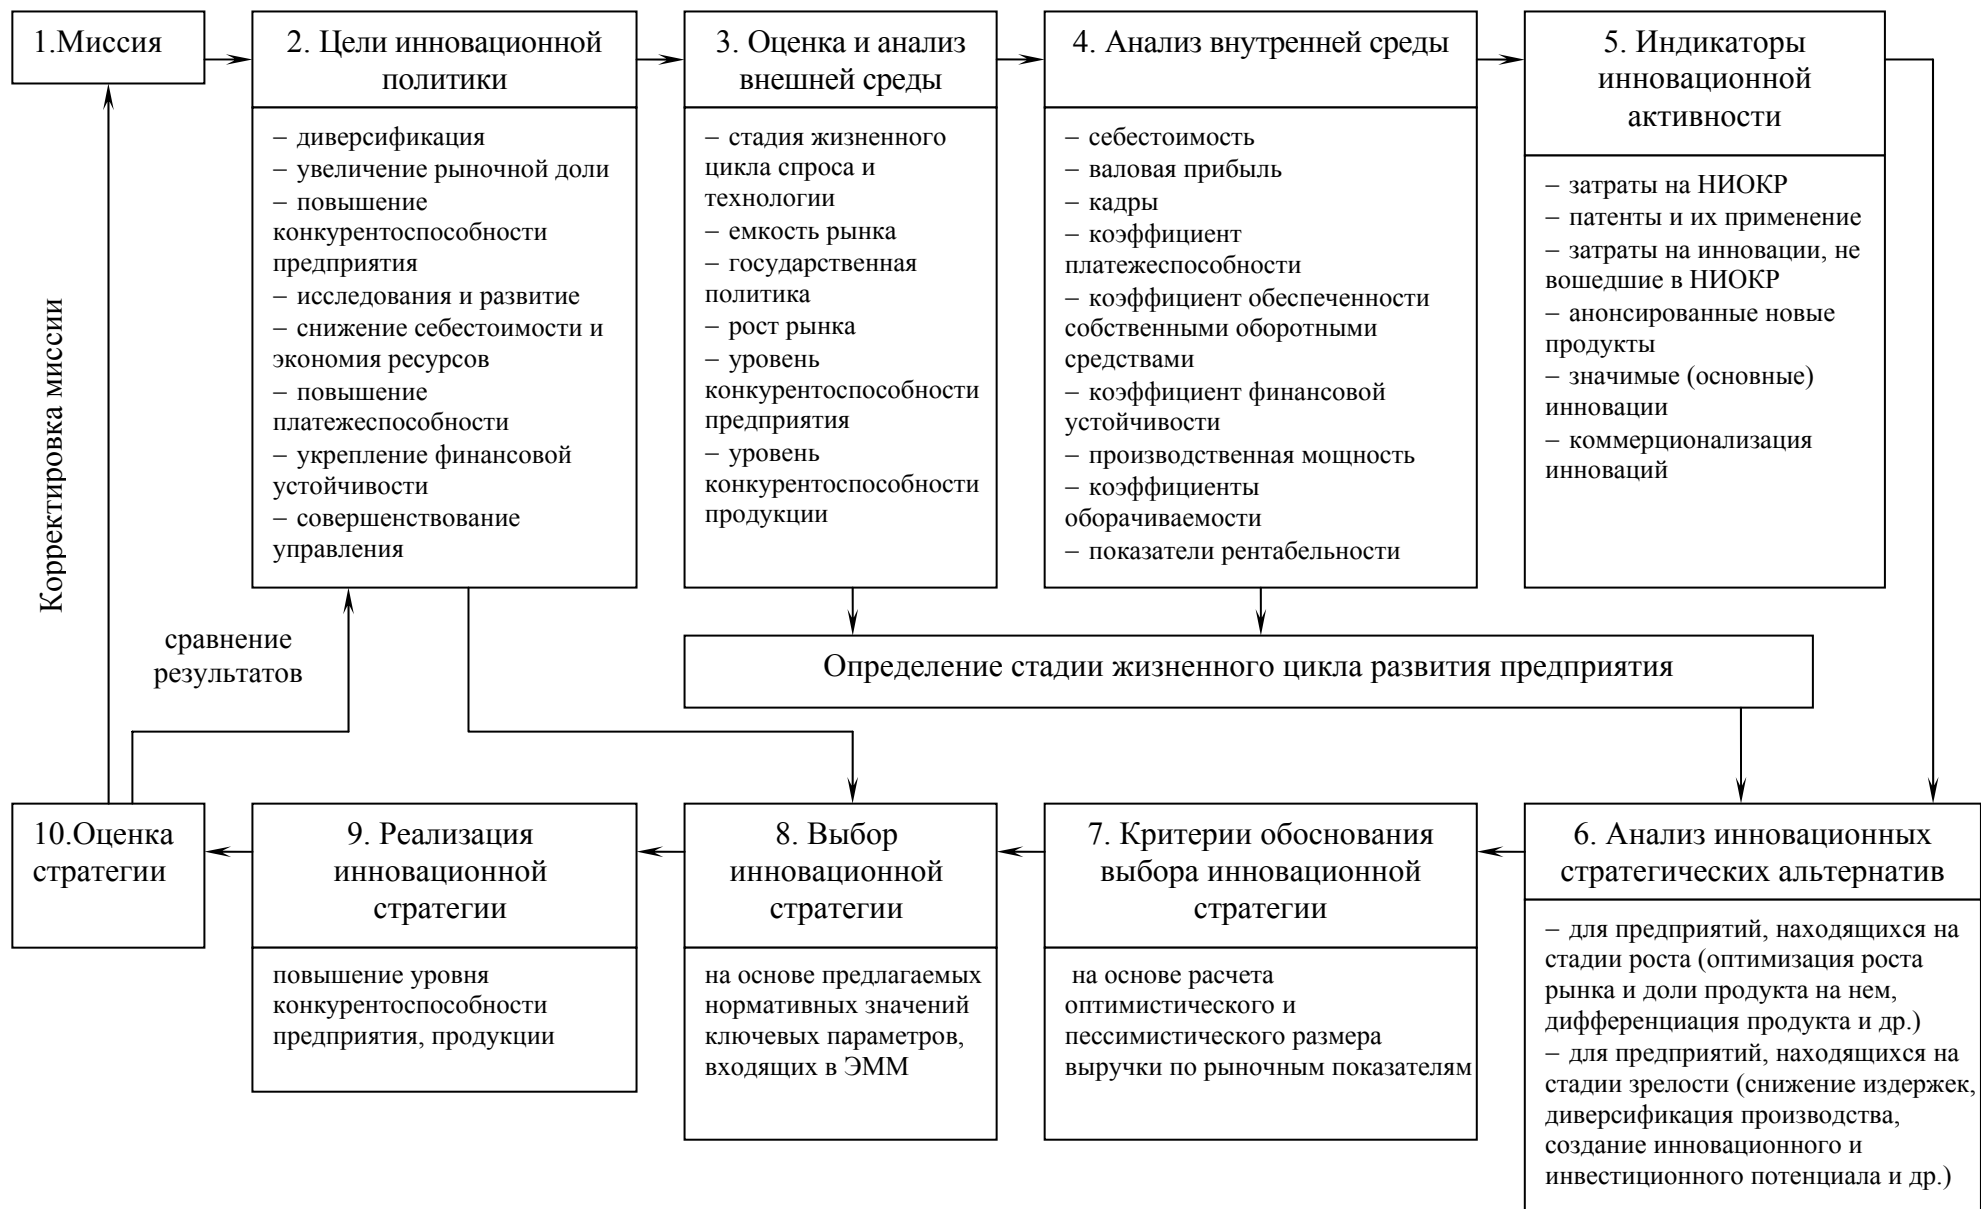 1.Миссия
2. Цели инновационной
политики
– диверсификация
– увеличение рыночной доли
– повышение
конкурентоспособности
предприятия
– исследования и развитие
– снижение себестоимости и
экономия ресурсов
– повышение
платежеспособности
– укрепление финансовой
устойчивости
– совершенствование
управления
3. Оценка и анализ
внешней среды
– стадия жизненного
цикла спроса и
технологии
– емкость рынка
– государственная
политика
– рост рынка
– уровень
конкурентоспособности
предприятия
– уровень
конкурентоспособности
продукции
4. Анализ внутренней среды
– себестоимость
– валовая прибыль
– кадры
– коэффициент
платежеспособности
– коэффициент обеспеченности
собственными оборотными
средствами
– коэффициент финансовой
устойчивости
– производственная мощность
– коэффициенты
оборачиваемости
– показатели рентабельности
5. Индикаторы
инновационной
активности
– затраты на НИОКР
– патенты и их применение
– затраты на инновации, не
вошедшие в НИОКР
– анонсированные новые
продукты
– значимые (основные)
инновации
– коммерционализация
инноваций
Корректировка миссии
сравнение
результатов
Определение стадии жизненного цикла развития предприятия
10.Оценка
стратегии
9. Реализация
инновационной
стратегии
повышение уровня
конкурентоспособности
предприятия, продукции
8. Выбор
инновационной
стратегии
на основе предлагаемых
нормативных значений
ключевых параметров,
входящих в ЭММ
7. Критерии обоснования
выбора инновационной
стратегии
на основе расчета
оптимистического и
пессимистического размера
выручки по рыночным показателям
6. Анализ инновационных
стратегических альтернатив
– для предприятий, находящихся на
стадии роста (оптимизация роста
рынка и доли продукта на нем,
дифференциация продукта и др.)
– для предприятий, находящихся на
стадии зрелости (снижение издержек,
диверсификация производства,
создание инновационного и
инвестиционного потенциала и др.)